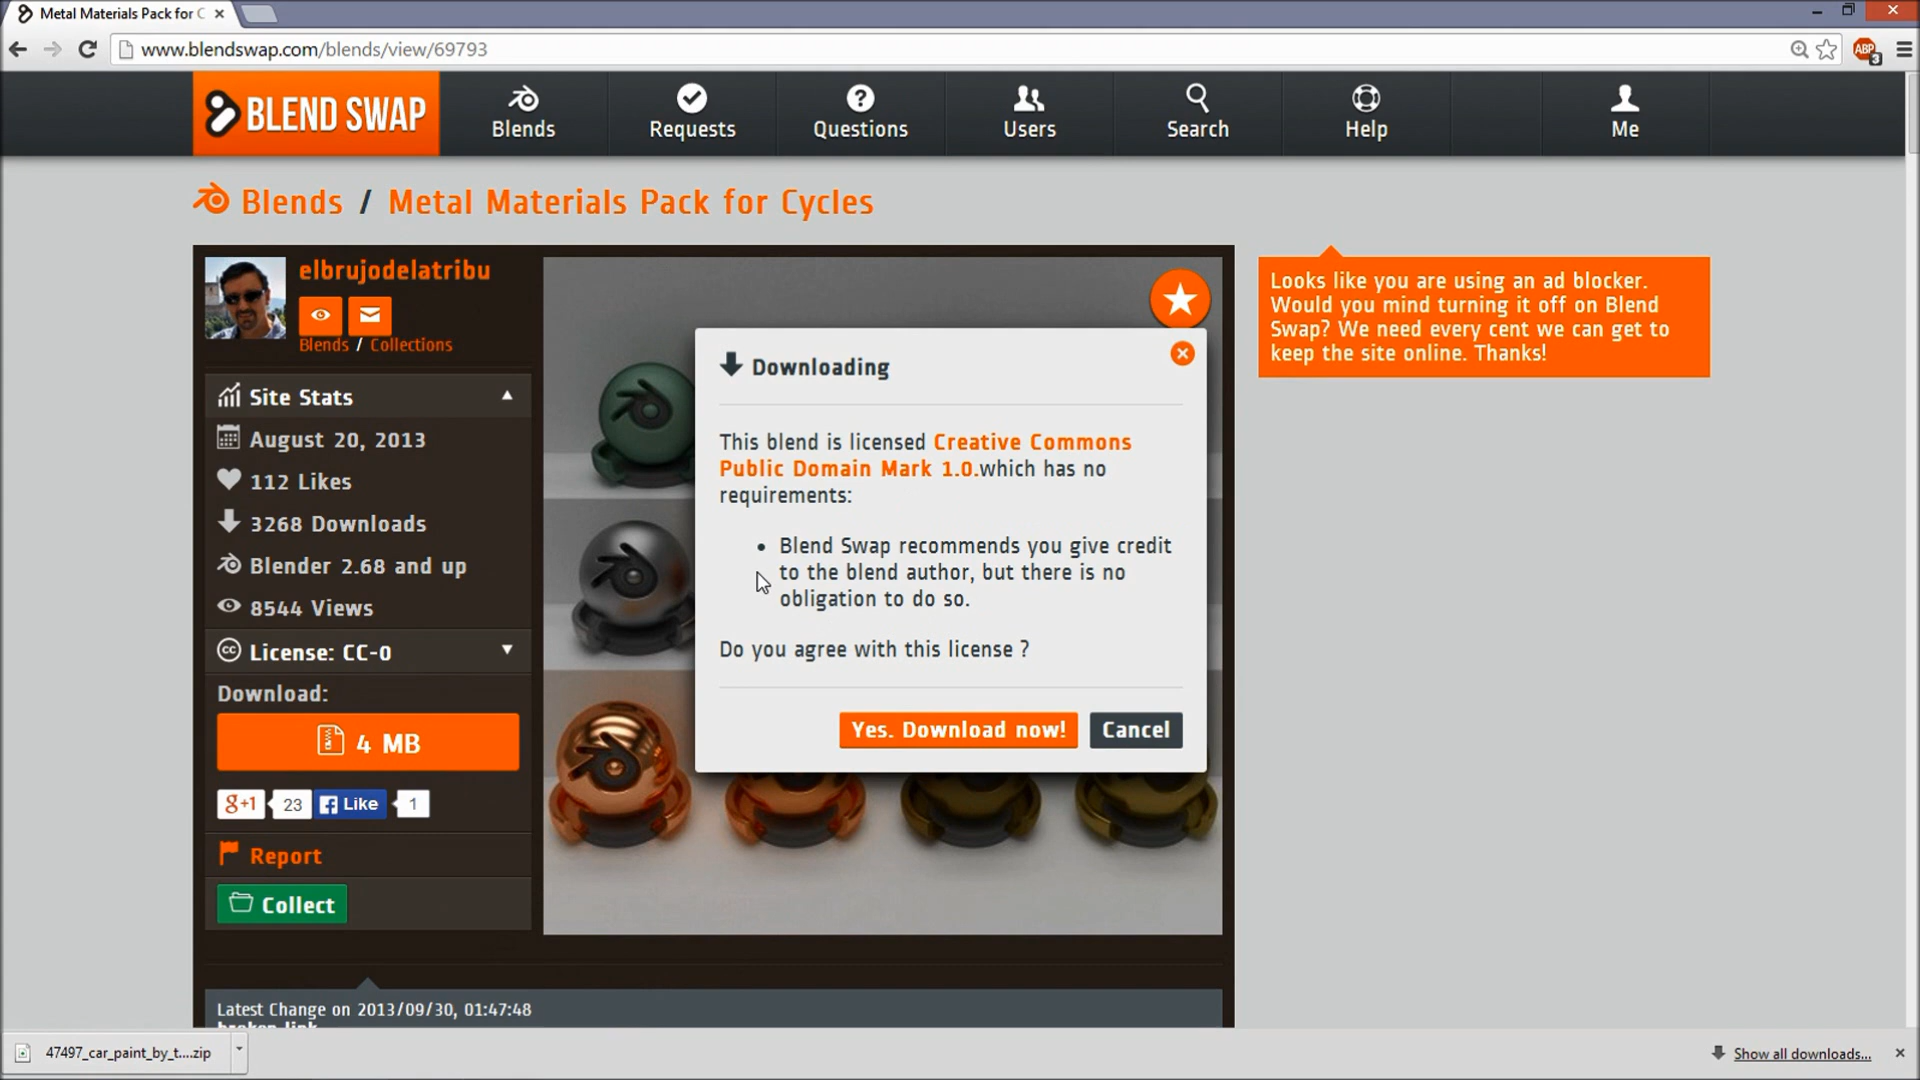 Metal Materials Pack for C
www.blendswap.com/blends/view/69793
ABP
3
BLEND SWAP
Blends
Requests
Questions
Users
Search
Help
Me
Blends / Metal Materials Pack for Cycles
elbrujodelatribu
Blends / Collections
Site Stats
August 20, 2013
112 Likes
3268 Downloads
Blender 2.68 and up
8544 Views
License: CC-0
Download:
4 MB
g+1 23 Like 1
Report
Collect
Downloading
This blend is licensed Creative Commons
Public Domain Mark 1.0.which has no
requirements:
• Blend Swap recommends you give credit
to the blend author, but there is no
obligation to do so.
Do you agree with this license ?
Yes. Download now!
Cancel
Looks like you are using an ad blocker.
Would you mind turning it off on Blend
Swap? We need every cent we can get to
keep the site online. Thanks!
Latest Change on 2013/09/30, 01:47:48
broken link
47497_car_paint_by_t....zip
Show all downloads...